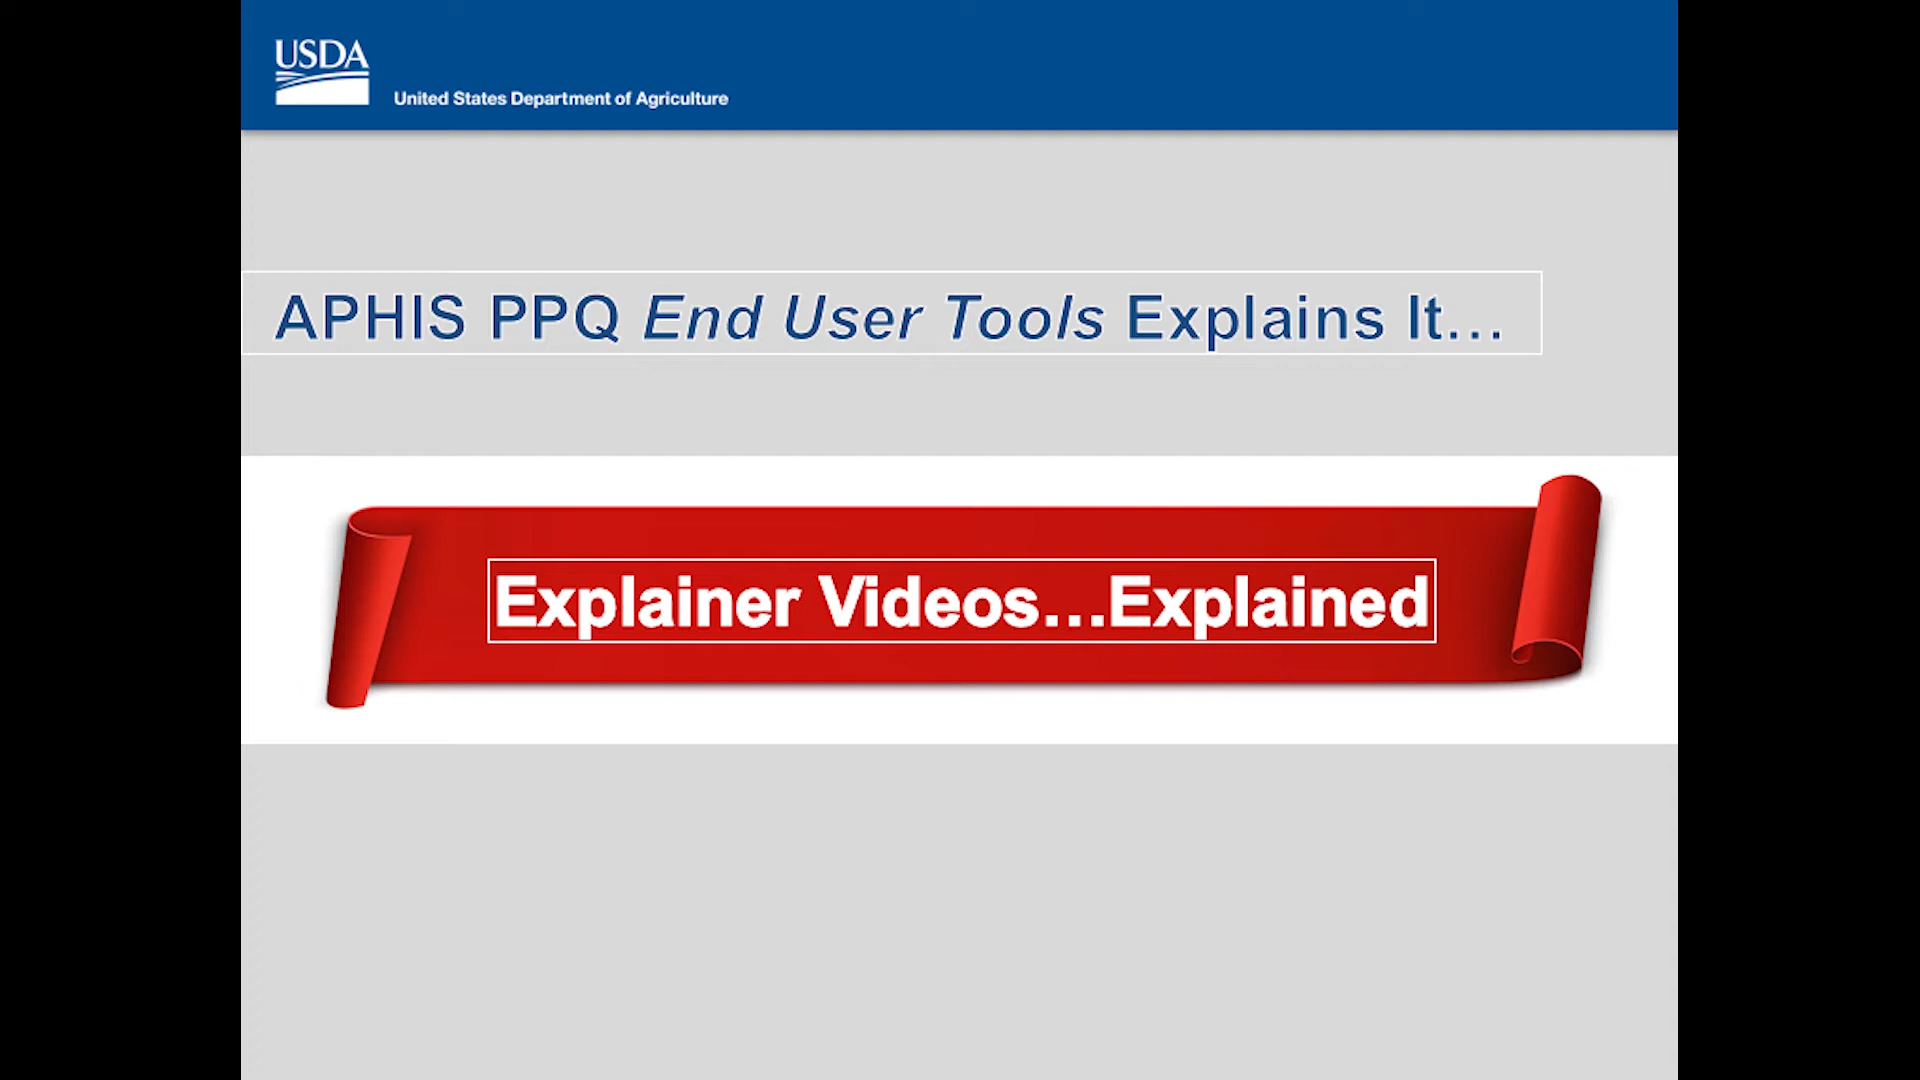 USDA
United States Department of Agriculture
APHIS PPQ End User Tools Explains It...
Explainer Videos...Explained